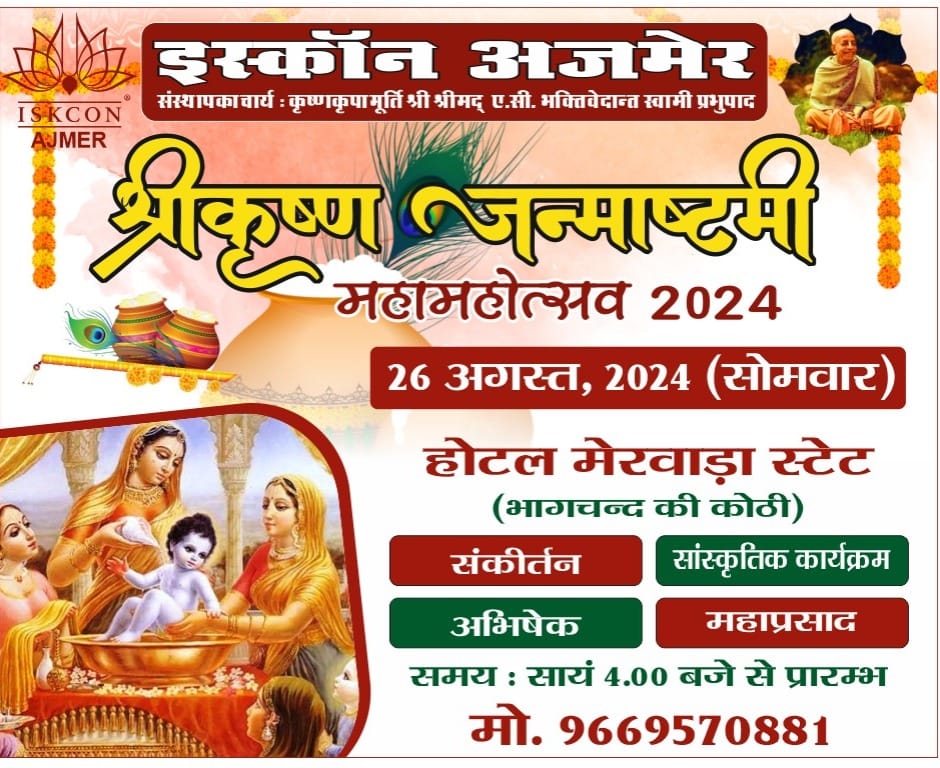 इस्कॉन अजमेर
संस्थापकाचार्य : कृष्णकृपामूर्ति श्री श्रीमद् ए.सी. भक्तिवेदान्त स्वामी प्रभुपाद
ISKCON®
AJMER
श्रीकृष्ण जन्माष्टमी
महामहोत्सव 2024
26 अगस्त, 2024 (सोमवार)
होटल मेरवाड़ा स्टेट
(भागचन्द की कोठी)
संकीर्तन
सांस्कृतिक कार्यक्रम
अभिषेक
महाप्रसाद
समय : सायं 4.00 बजे से प्रारम्भ
मो. 9669570881